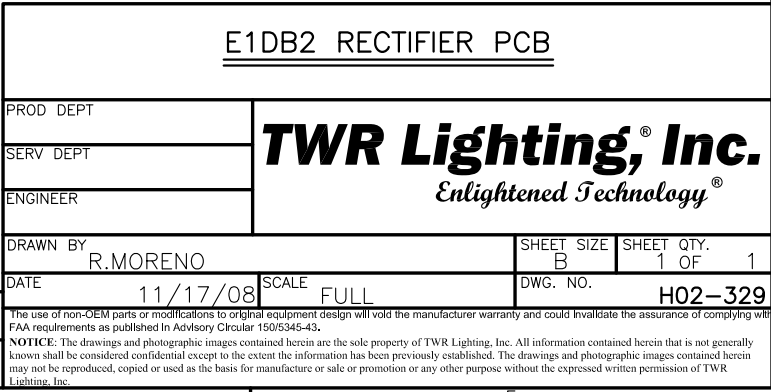 E1DB2 RECTIFIER PCB
PROD DEPT
SERV DEPT
ENGINEER
TWR Lighting,® Inc.
Enlightened Technology®
DRAWN BY
R.MORENO
SHEET SIZE
B
SHEET QTY.
1 OF 1
DATE
11/17/08
SCALE
FULL
DWG. NO.
H02-329
The use of non-OEM parts or modifications to original equipment design will void the manufacturer warranty and could invalidate the assurance of complying with
FAA requirements as published in Advisory Circular 150/5345-43.
NOTICE: The drawings and photographic images contained herein are the sole property of TWR Lighting, Inc. All information contained herein that is not generally
known shall be considered confidential except to the extent the information has been previously established. The drawings and photographic images contained herein
may not be reproduced, copied or used as the basis for manufacture or sale or promotion or any other purpose without the expressed written permission of TWR
Lighting, Inc.